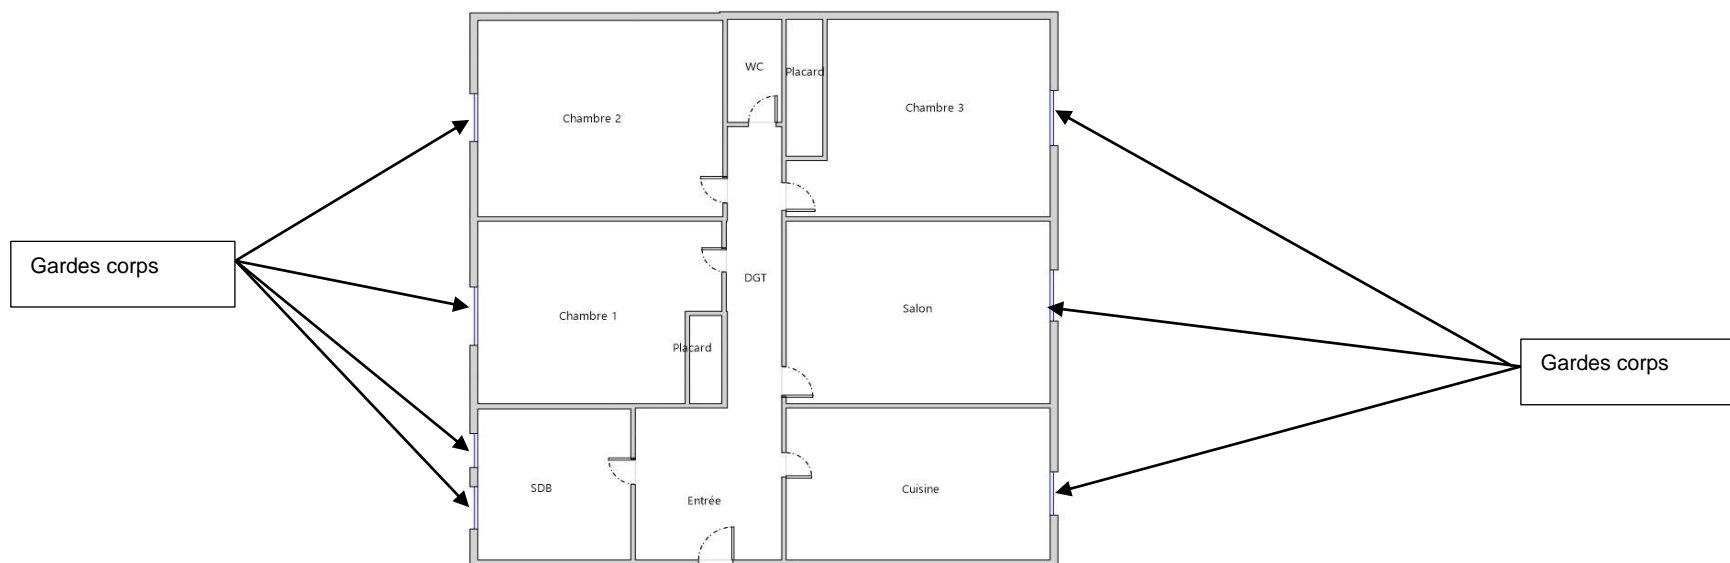 WC
Placard
Chambre 2
Chambre 3
Gardes corps
DGT
Chambre 1
Salon
Placard
Gardes corps
SDB
Entrée
Cuisine